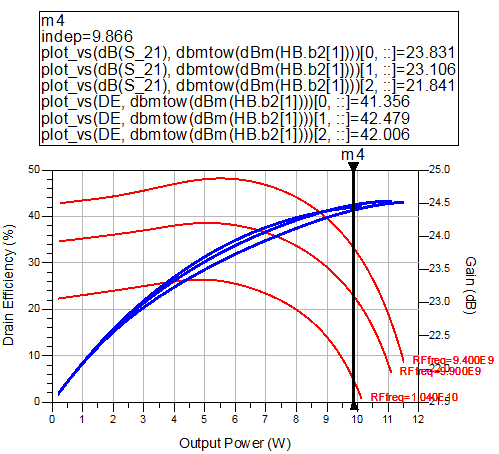 m4
indep=9.866
plot_vs(dB(S_21), dbmtow(dBm(HB.b2[1])))[0, ::]=23.831
plot_vs(dB(S_21), dbmtow(dBm(HB.b2[1])))[1, ::]=23.106
plot_vs(dB(S_21), dbmtow(dBm(HB.b2[1])))[2, ::]=21.841
plot_vs(DE, dbmtow(dBm(HB.b2[1])))[0, ::]=41.356
plot_vs(DE, dbmtow(dBm(HB.b2[1])))[1, ::]=42.479
plot_vs(DE, dbmtow(dBm(HB.b2[1])))[2, ::]=42.006
m4
50
40
30
20
10
0
Drain Efficiency (%)
25.0
24.5
24.0
23.5
23.0
22.5
Gain (dB)
RFfreq=9.400E9
RFfreq=9.900E9
RFfreq=1.040E10
0 1 2 3 4 5 6 7 8 9 10 11 12
Output Power (W)